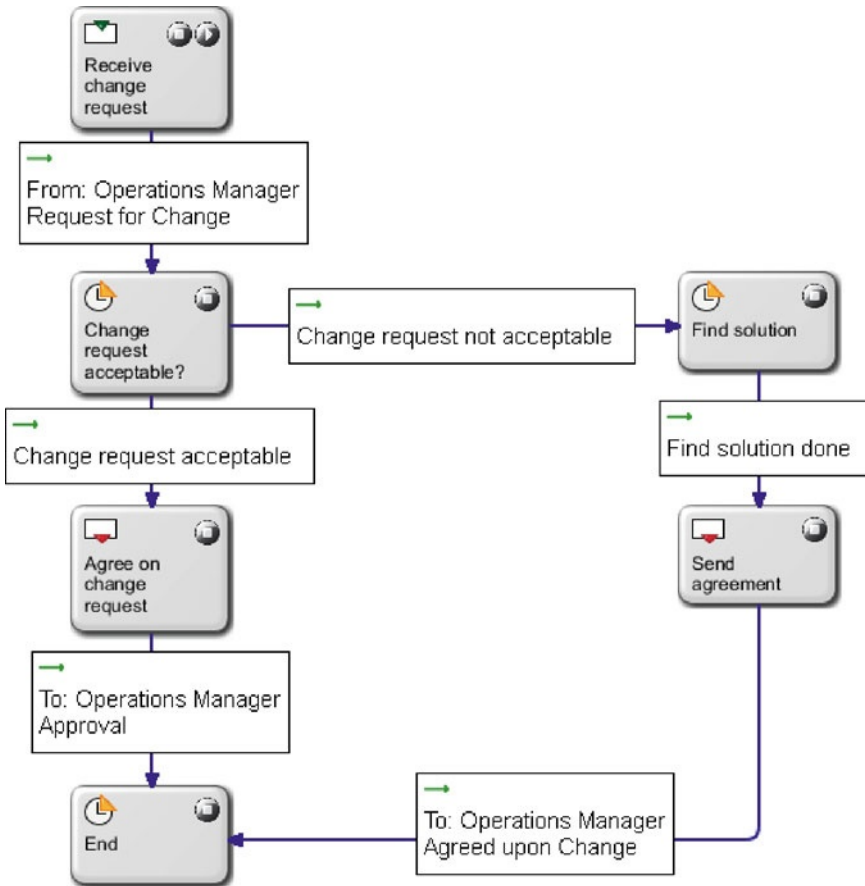 Receive
change
request
From: Operations Manager
Request for Change
Change
request
acceptable?
Change request not acceptable
Find solution
Change request acceptable
Find solution done
Agree on
change
request
Send
agreement
To: Operations Manager
Approval
To: Operations Manager
Agreed upon Change
End